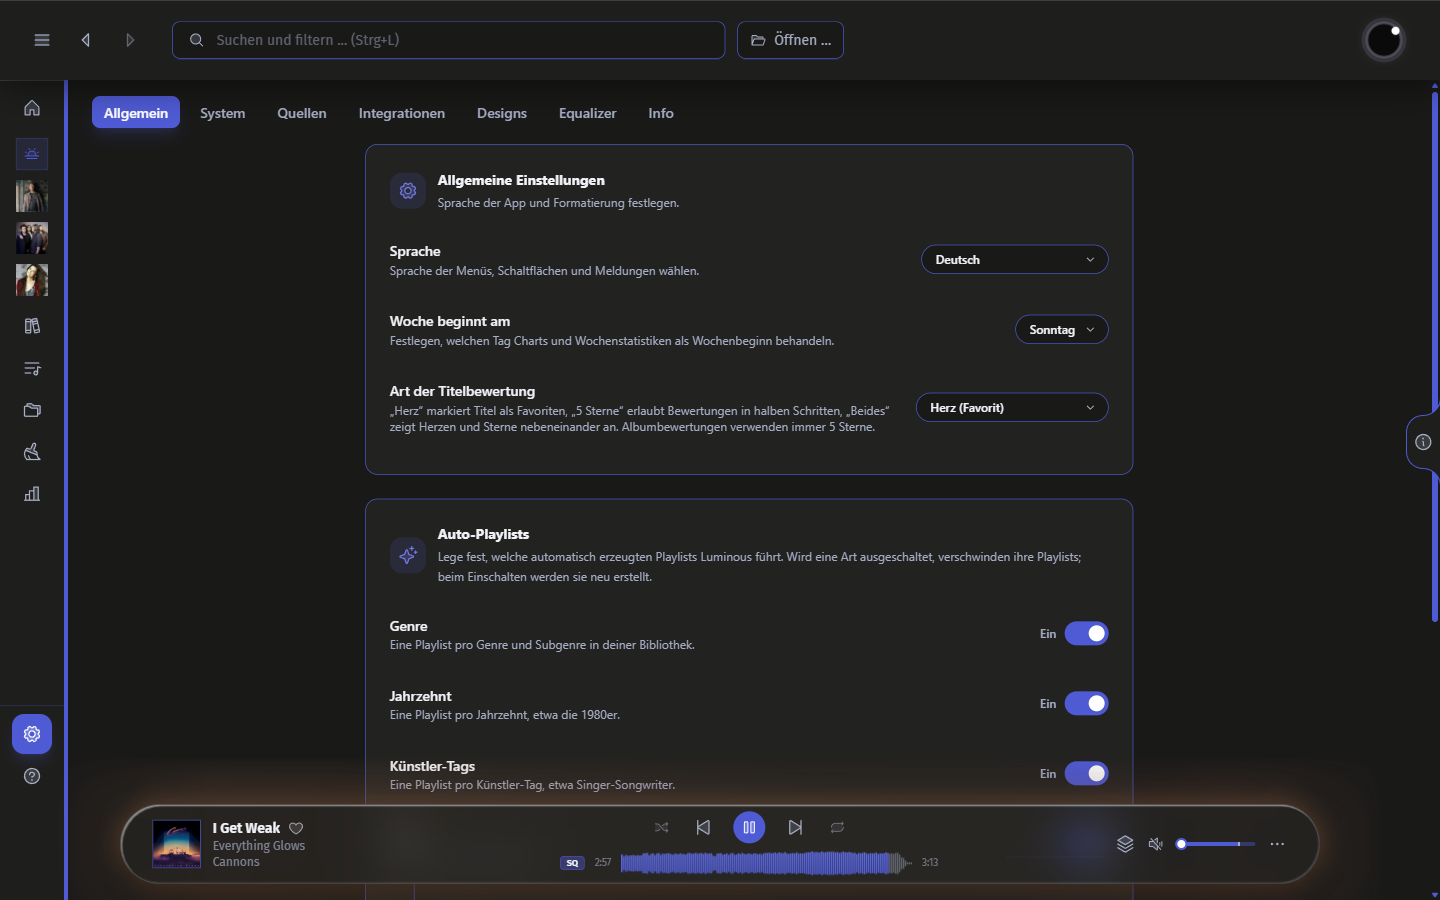 Suchen und filtern ... (Strg+L)
Öffnen ...
Allgemein
System
Quellen
Integrationen
Designs
Equalizer
Info
Allgemeine Einstellungen
Sprache der App und Formatierung festlegen.
Sprache
Sprache der Menüs, Schaltflächen und Meldungen wählen.
Deutsch
Woche beginnt am
Festlegen, welchen Tag Charts und Wochenstatistiken als Wochenbeginn behandeln.
Sonntag
Art der Titelbewertung
„Herz“ markiert Titel als Favoriten, „5 Sterne“ erlaubt Bewertungen in halben Schritten, „Beides“
zeigt Herzen und Sterne nebeneinander an. Albumbewertungen verwenden immer 5 Sterne.
Herz (Favorit)
Auto-Playlists
Lege fest, welche automatisch erzeugten Playlists Luminous führt. Wird eine Art ausgeschaltet, verschwinden ihre Playlists;
beim Einschalten werden sie neu erstellt.
Genre
Eine Playlist pro Genre und Subgenre in deiner Bibliothek.
Ein
Jahrzehnt
Eine Playlist pro Jahrzehnt, etwa die 1980er.
Ein
Künstler-Tags
Eine Playlist pro Künstler-Tag, etwa Singer-Songwriter.
Ein
I Get Weak
Everything Glows
Cannons
SQ
2:57
3:13